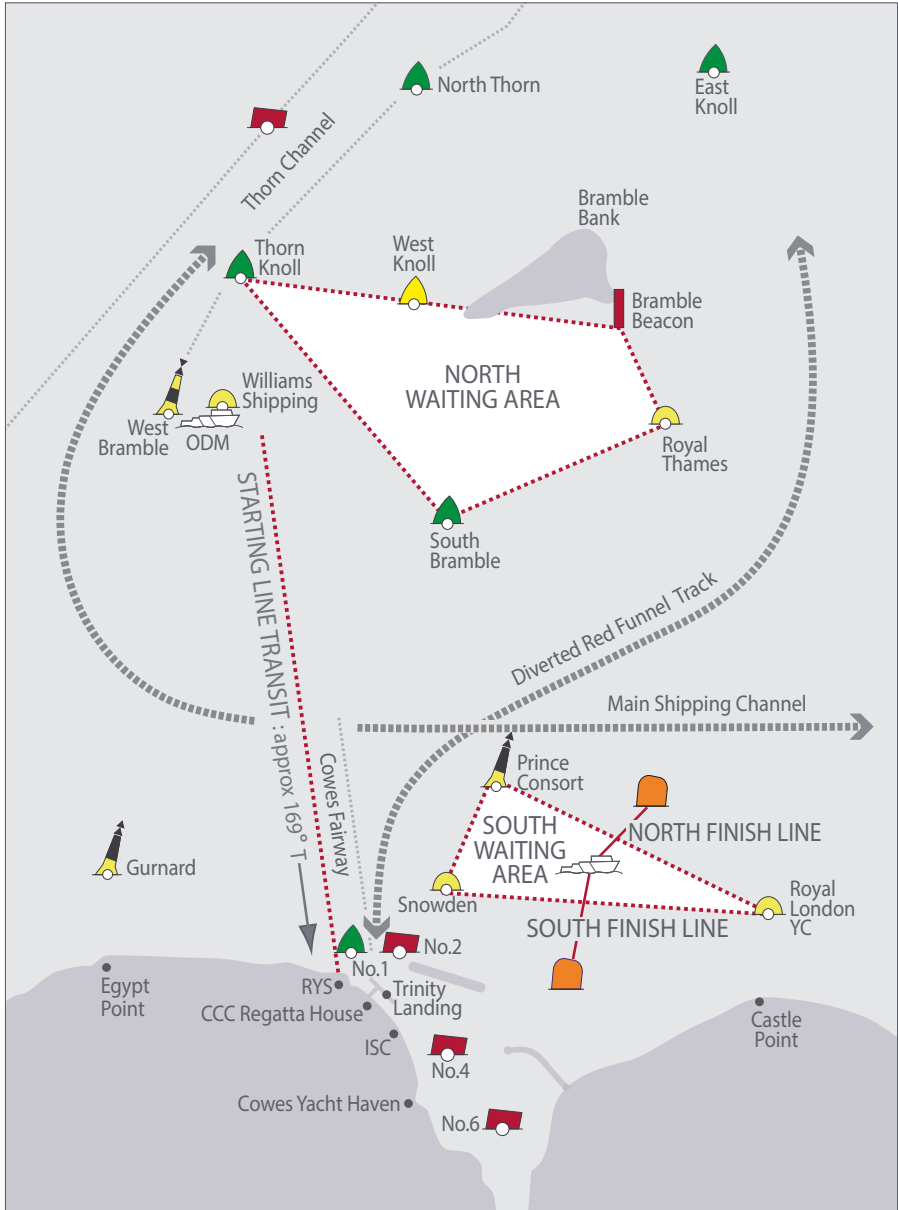 North Thorn
East
Knoll
Thorn Channel
Bramble
Bank
Thorn
Knoll
West
Knoll
Bramble
Beacon
NORTH
WAITING AREA
Williams
Shipping
West
Bramble
ODM
Royal
Thames
South
Bramble
STARTING LINE TRANSIT : approx 169° T
Diverted Red Funnel Track
Main Shipping Channel
Cowes Fairway
Prince
Consort
SOUTH
WAITING
AREA
NORTH FINISH LINE
Gurnard
Snowden
Royal
London
YC
SOUTH FINISH LINE
No.2
No.1
Egypt
Point
RYS
Trinity
Landing
CCC Regatta House
Castle
Point
ISC
No.4
Cowes Yacht Haven
No.6